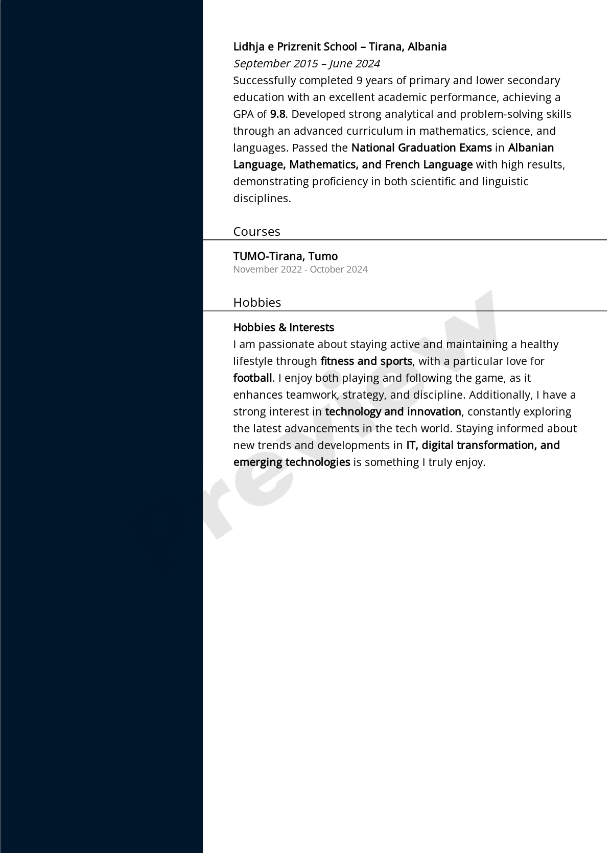 Lidhja e Prizrenit School – Tirana, Albania
September 2015 – June 2024
Successfully completed 9 years of primary and lower secondary
education with an excellent academic performance, achieving a
GPA of 9.8. Developed strong analytical and problem-solving skills
through an advanced curriculum in mathematics, science, and
languages. Passed the National Graduation Exams in Albanian
Language, Mathematics, and French Language with high results,
demonstrating proficiency in both scientific and linguistic
disciplines.
Courses
TUMO-Tirana, Tumo
November 2022 - October 2024
Hobbies
Hobbies & Interests
I am passionate about staying active and maintaining a healthy
lifestyle through fitness and sports, with a particular love for
football. I enjoy both playing and following the game, as it
enhances teamwork, strategy, and discipline. Additionally, I have a
strong interest in technology and innovation, constantly exploring
the latest advancements in the tech world. Staying informed about
new trends and developments in IT, digital transformation, and
emerging technologies is something I truly enjoy.
Preview